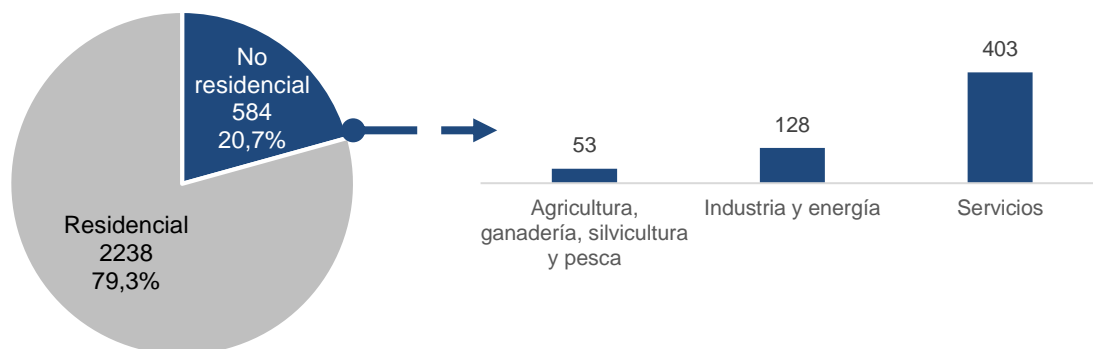 No
residencial
584
20,7%
Residencial
2238
79,3%
53
128
403
Agricultura,
ganadería, silvicultura
y pesca
Industria y energía
Servicios